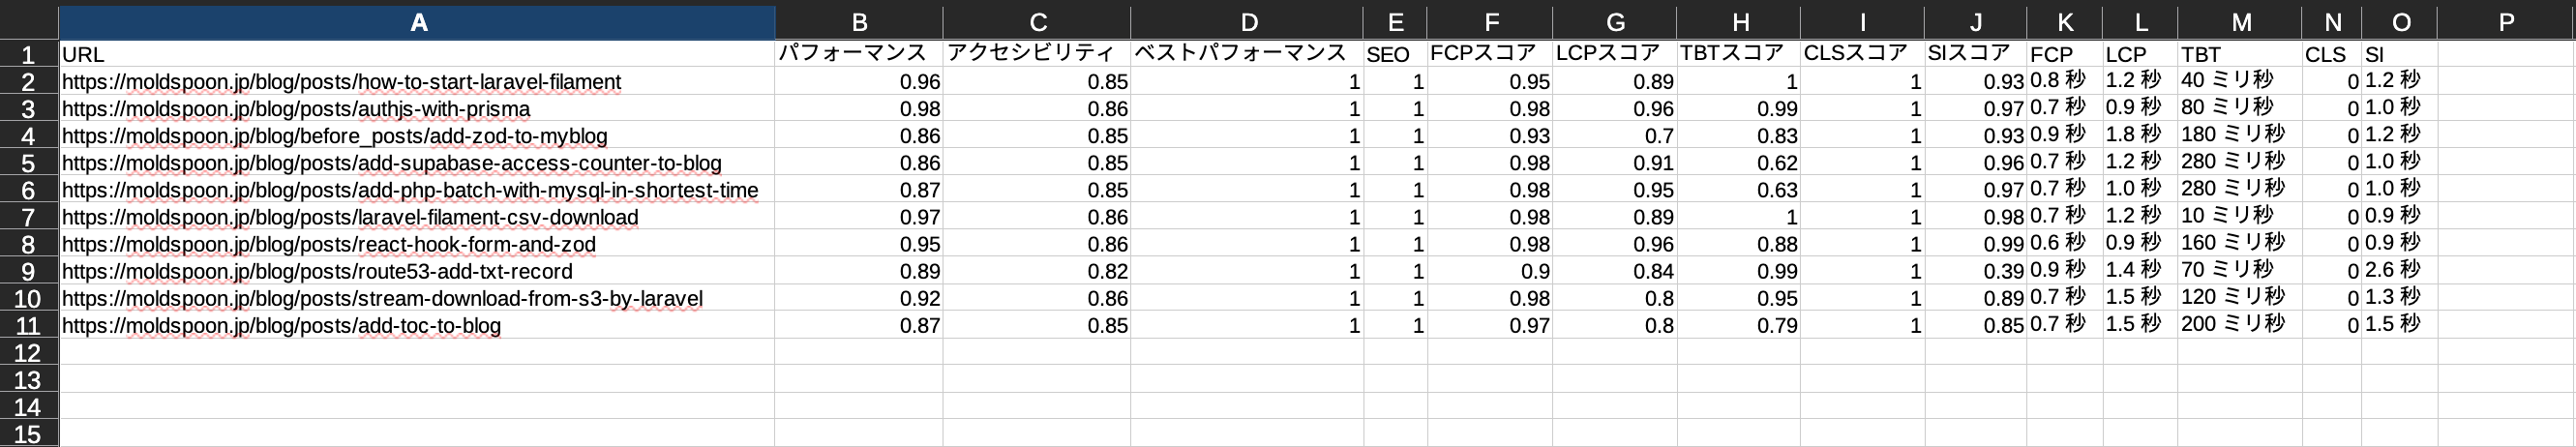 A B C D E F G H I J K L M N O P
1 URL パフォーマンス アクセシビリティ ベストパフォーマンス SEO FCPスコア LCPスコア TBTスコア CLSスコア SIスコア FCP LCP TBT CLS SI
2 https://moldspoon.jp/blog/posts/how-to-start-laravel-filament 0.96 0.85 1 1 0.95 0.89 1 1 0.93 0.8 秒 1.2 秒 40 ミリ秒 0 1.2 秒
3 https://moldspoon.jp/blog/posts/authjs-with-prisma 0.98 0.86 1 1 0.98 0.96 0.99 1 0.97 0.7 秒 0.9 秒 80 ミリ秒 0 1.0 秒
4 https://moldspoon.jp/blog/before_posts/add-zod-to-myblog 0.86 0.85 1 1 0.93 0.7 0.83 1 0.93 0.9 秒 1.8 秒 180 ミリ秒 0 1.2 秒
5 https://moldspoon.jp/blog/posts/add-supabase-access-counter-to-blog 0.86 0.85 1 1 0.98 0.91 0.62 1 0.96 0.7 秒 1.2 秒 280 ミリ秒 0 1.0 秒
6 https://moldspoon.jp/blog/posts/add-php-batch-with-mysql-in-shortest-time 0.87 0.85 1 1 0.98 0.95 0.63 1 0.97 0.7 秒 1.0 秒 280 ミリ秒 0 1.0 秒
7 https://moldspoon.jp/blog/posts/laravel-filament-csv-download 0.97 0.86 1 1 0.98 0.89 1 1 0.98 0.7 秒 1.2 秒 10 ミリ秒 0 0.9 秒
8 https://moldspoon.jp/blog/posts/react-hook-form-and-zod 0.95 0.86 1 1 0.98 0.96 0.88 1 0.99 0.6 秒 0.9 秒 160 ミリ秒 0 0.9 秒
9 https://moldspoon.jp/blog/posts/route53-add-txt-record 0.89 0.82 1 1 0.9 0.84 0.99 1 0.39 0.9 秒 1.4 秒 70 ミリ秒 0 2.6 秒
10 https://moldspoon.jp/blog/posts/stream-download-from-s3-by-laravel 0.92 0.86 1 1 0.98 0.8 0.95 1 0.89 0.7 秒 1.5 秒 120 ミリ秒 0 1.3 秒
11 https://moldspoon.jp/blog/posts/add-toc-to-blog 0.87 0.85 1 1 0.97 0.8 0.79 1 0.85 0.7 秒 1.5 秒 200 ミリ秒 0 1.5 秒
12
13
14
15